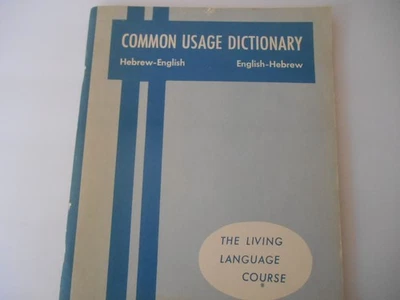 COMMON USAGE DICTIONARY
Hebrew-English English-Hebrew
THE LIVING
LANGUAGE
COURSE®